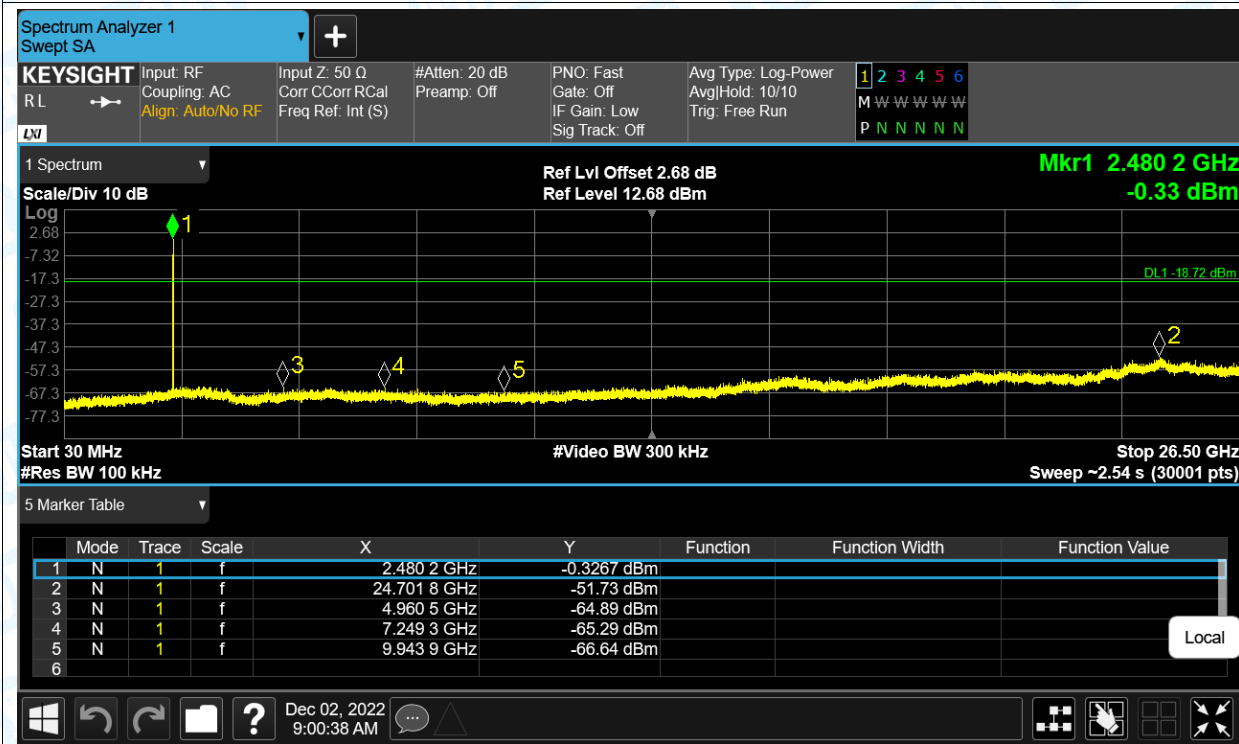 Spectrum Analyzer 1
Swept SA
KEYSIGHT
R L
LXI
Input: RF
Coupling: AC
Align: Auto/No RF
Input Z: 50 Ω
Corr CCorr RCal
Freq Ref: Int (S)
#Atten: 20 dB
Preamp: Off
PNO: Fast
Gate: Off
IF Gain: Low
Sig Track: Off
Avg Type: Log-Power
Avg|Hold: 10/10
Trig: Free Run
1 2 3 4 5 6
M W W W W W
P N N N N N
1 Spectrum
Scale/Div 10 dB
Ref Lvl Offset 2.68 dB
Ref Level 12.68 dBm
Mkr1 2.480 2 GHz
-0.33 dBm
Log
2.68
-7.32
-17.3
-27.3
-37.3
-47.3
-57.3
-67.3
-77.3
1
DL1 -18.72 dBm
2
3
4
5
Start 30 MHz
#Video BW 300 kHz
Stop 26.50 GHz
#Res BW 100 kHz
Sweep ~2.54 s (30001 pts)
5 Marker Table
Mode Trace Scale X Y Function Function Width Function Value
1 N 1 f 2.480 2 GHz -0.3267 dBm
2 N 1 f 24.701 8 GHz -51.73 dBm
3 N 1 f 4.960 5 GHz -64.89 dBm
4 N 1 f 7.249 3 GHz -65.29 dBm
5 N 1 f 9.943 9 GHz -66.64 dBm
6
Local
?
Dec 02, 2022
9:00:38 AM